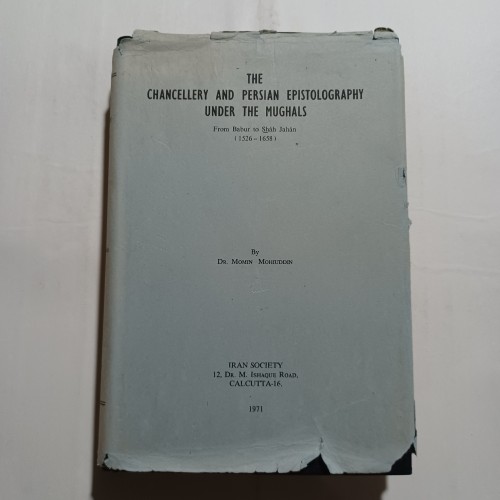 THE
CHANCELLERY AND PERSIAN EPISTOLOGRAPHY
UNDER THE MUGHALS
From Babur to Shāh Jahān
(1526–1658)
By
DR. MOMIN MOHIUDDIN
IRAN SOCIETY
12, DR. M. ISHAQUE ROAD,
CALCUTTA-16.
1971